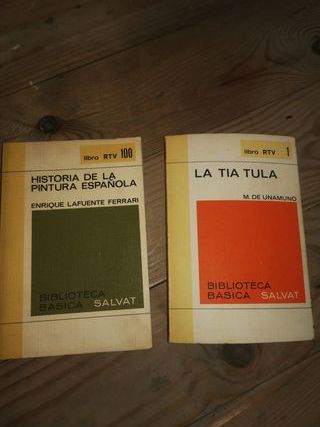 libro RTV 100
HISTORIA DE LA
PINTURA ESPAÑOLA
ENRIQUE LAFUENTE FERRARI
BIBLIOTECA
BASICA SALVAT
libro RTV 1
LA TIA TULA
M. DE UNAMUNO
BIBLIOTECA
BASICA SALVAT